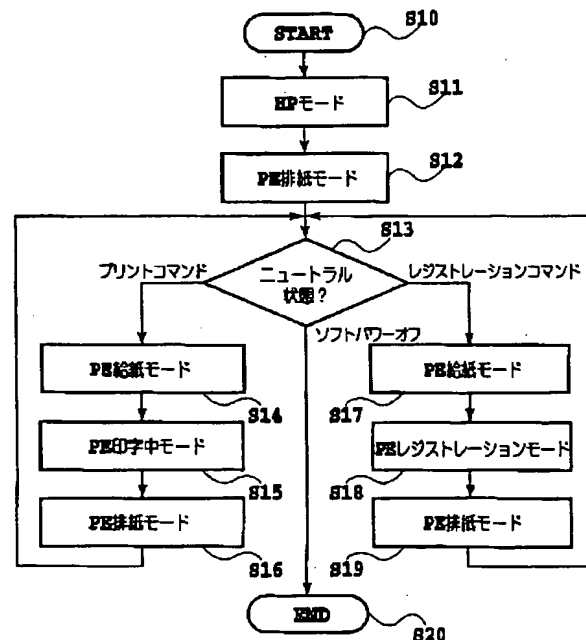 START
S10
HPモード
S11
PE排紙モード
S12
S13
ニュートラル
状態?
プリントコマンド
レジストレーションコマンド
ソフトパワーオフ
PE給紙モード
S14
PE印字中モード
S15
PE排紙モード
S16
PE給紙モード
S17
PEレジストレーションモード
S18
PE排紙モード
S19
END
S20